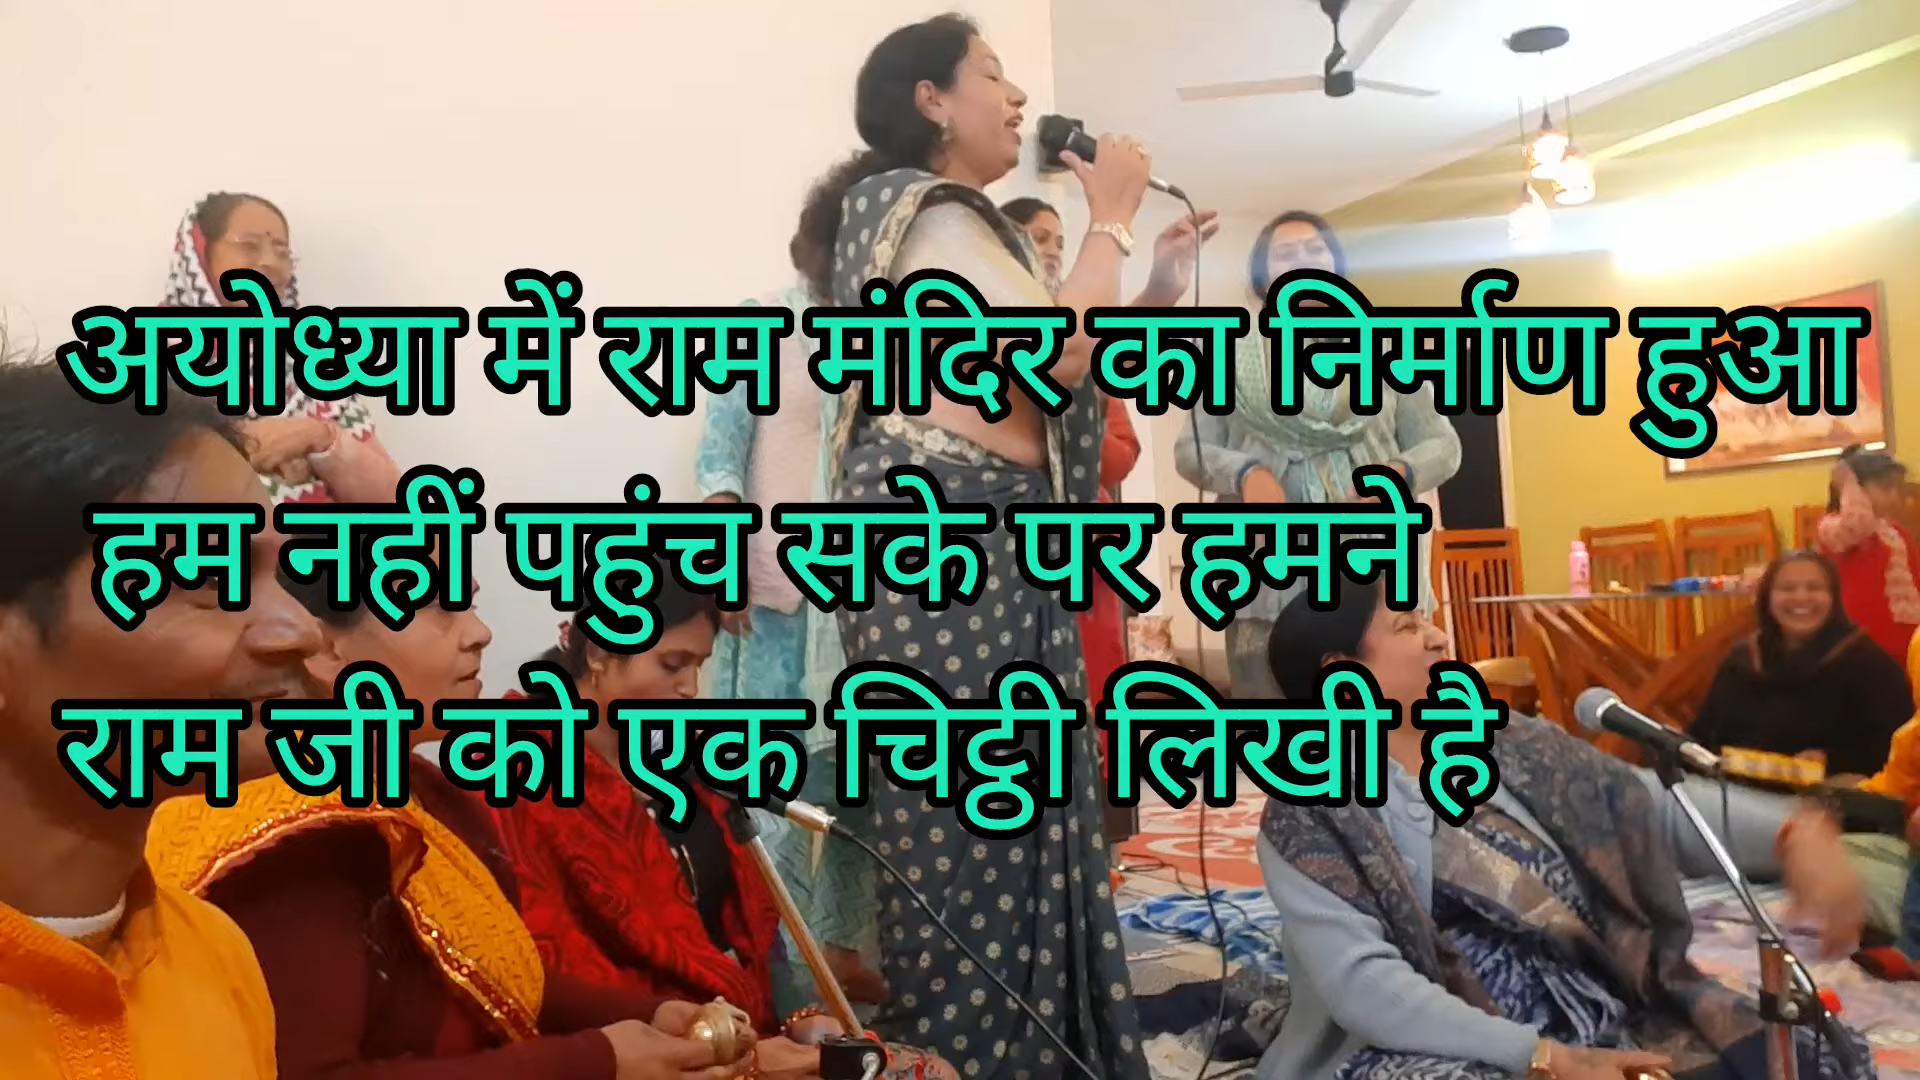 अयोध्या में राम मंदिर का निर्माण हुआ
हम नहीं पहुंच सके पर हमने
राम जी को एक चिट्ठी लिखी है